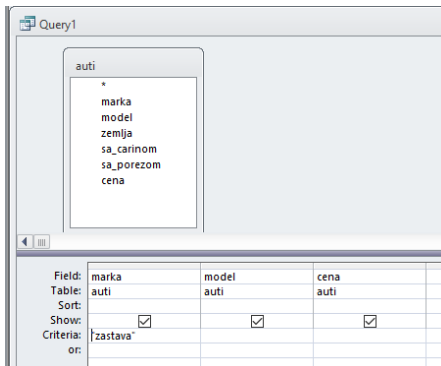 Query1
auti
*
marka
model
zemlja
sa_carinom
sa_porezom
cena
Field: marka model cena
Table: auti auti auti
Sort:
Show:
Criteria: "zastava"
or: